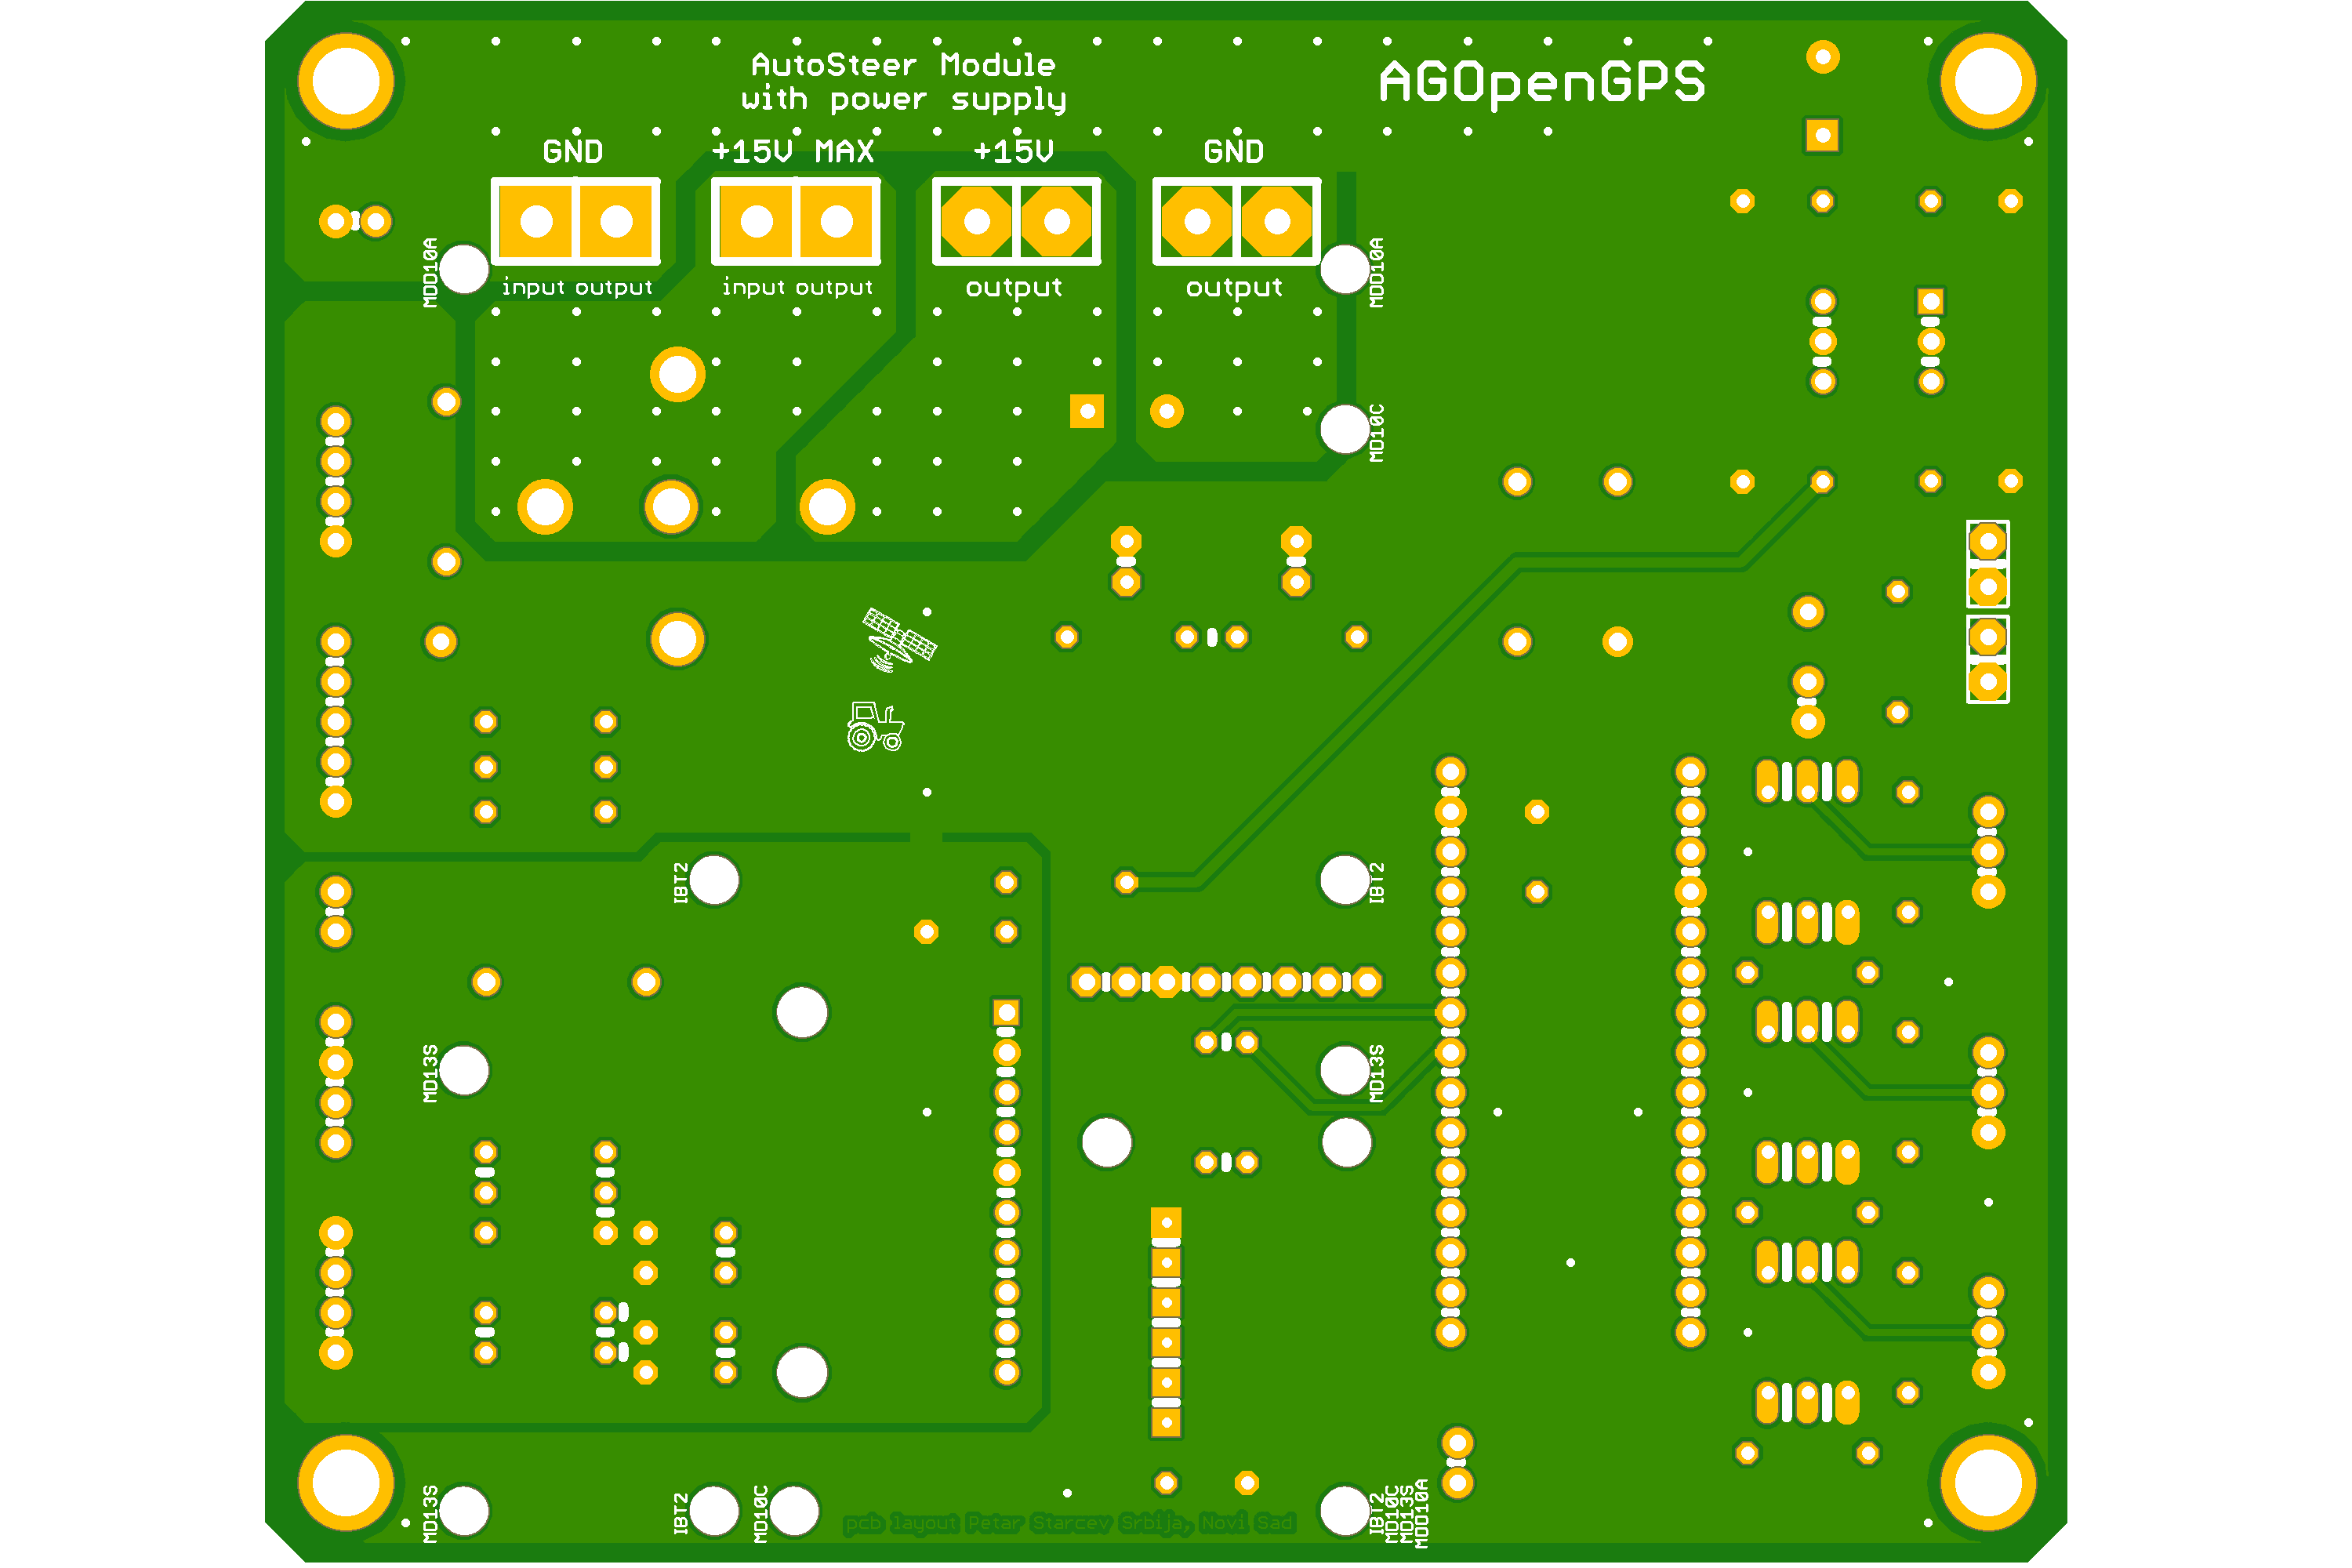 AutoSteer Module
with power supply
AGOpenGPS
GND
+15V MAX
+15V
GND
input output
input output
output
output
MDD10A
MDD10A
MD10C
IBT2
IBT2
MD13S
MD13S
MD13S
IBT2
MD10C
pcb layout Petar Starcev Srbija, Novi Sad
IBT2
MD10C
MD13S
MDD10A